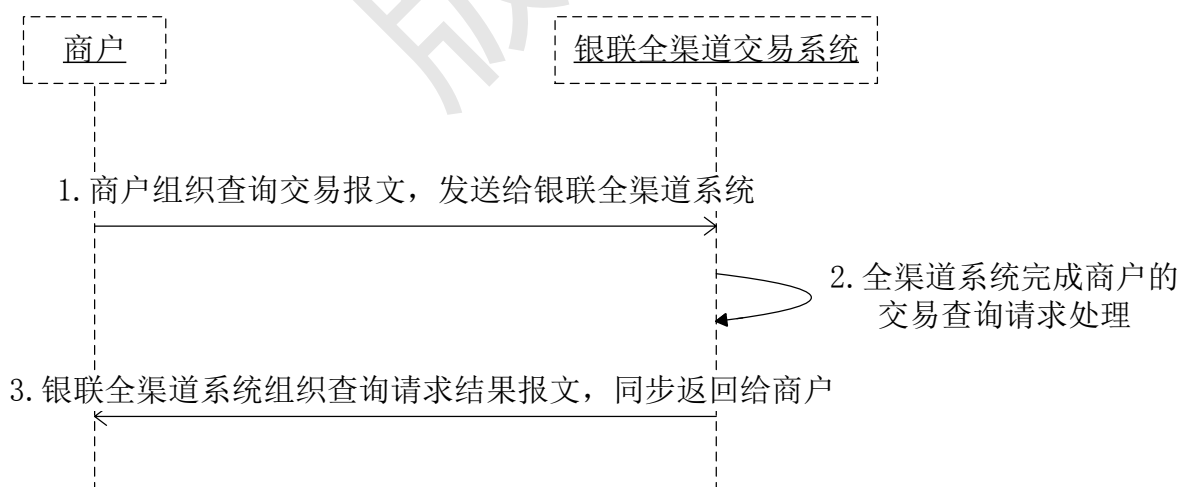 商户
银联全渠道交易系统
1.商户组织查询交易报文，发送给银联全渠道系统
2.全渠道系统完成商户的
交易查询请求处理
3.银联全渠道系统组织查询请求结果报文，同步返回给商户